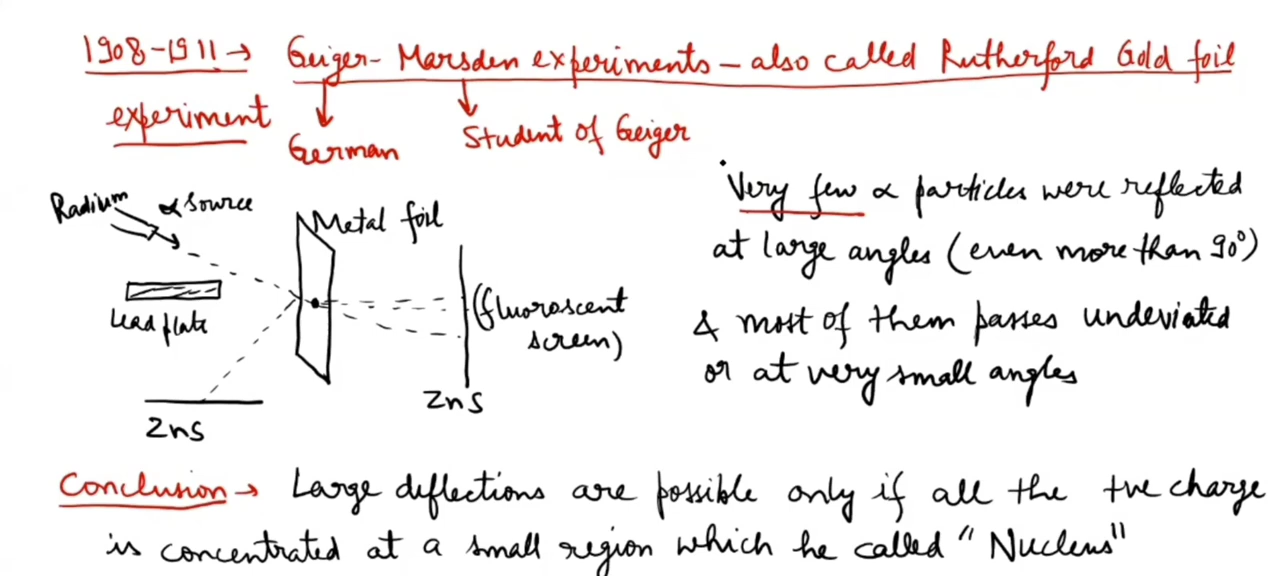 1908-1911→ Geiger- Marsden experiments - also called Rutherford Gold foil
experiment
German
Student of Geiger
Radium
α Source
Metal foil
Lead plate
(fluoroscent
screen)
ZnS
ZnS
Very few α particles were reflected
at large angles (even more than 90°)
& most of them passes undeviated
or at very small angles
Conclusion → Large deflections are possible only if all the +ve charge
is concentrated at a small region which he called "Nucleus"